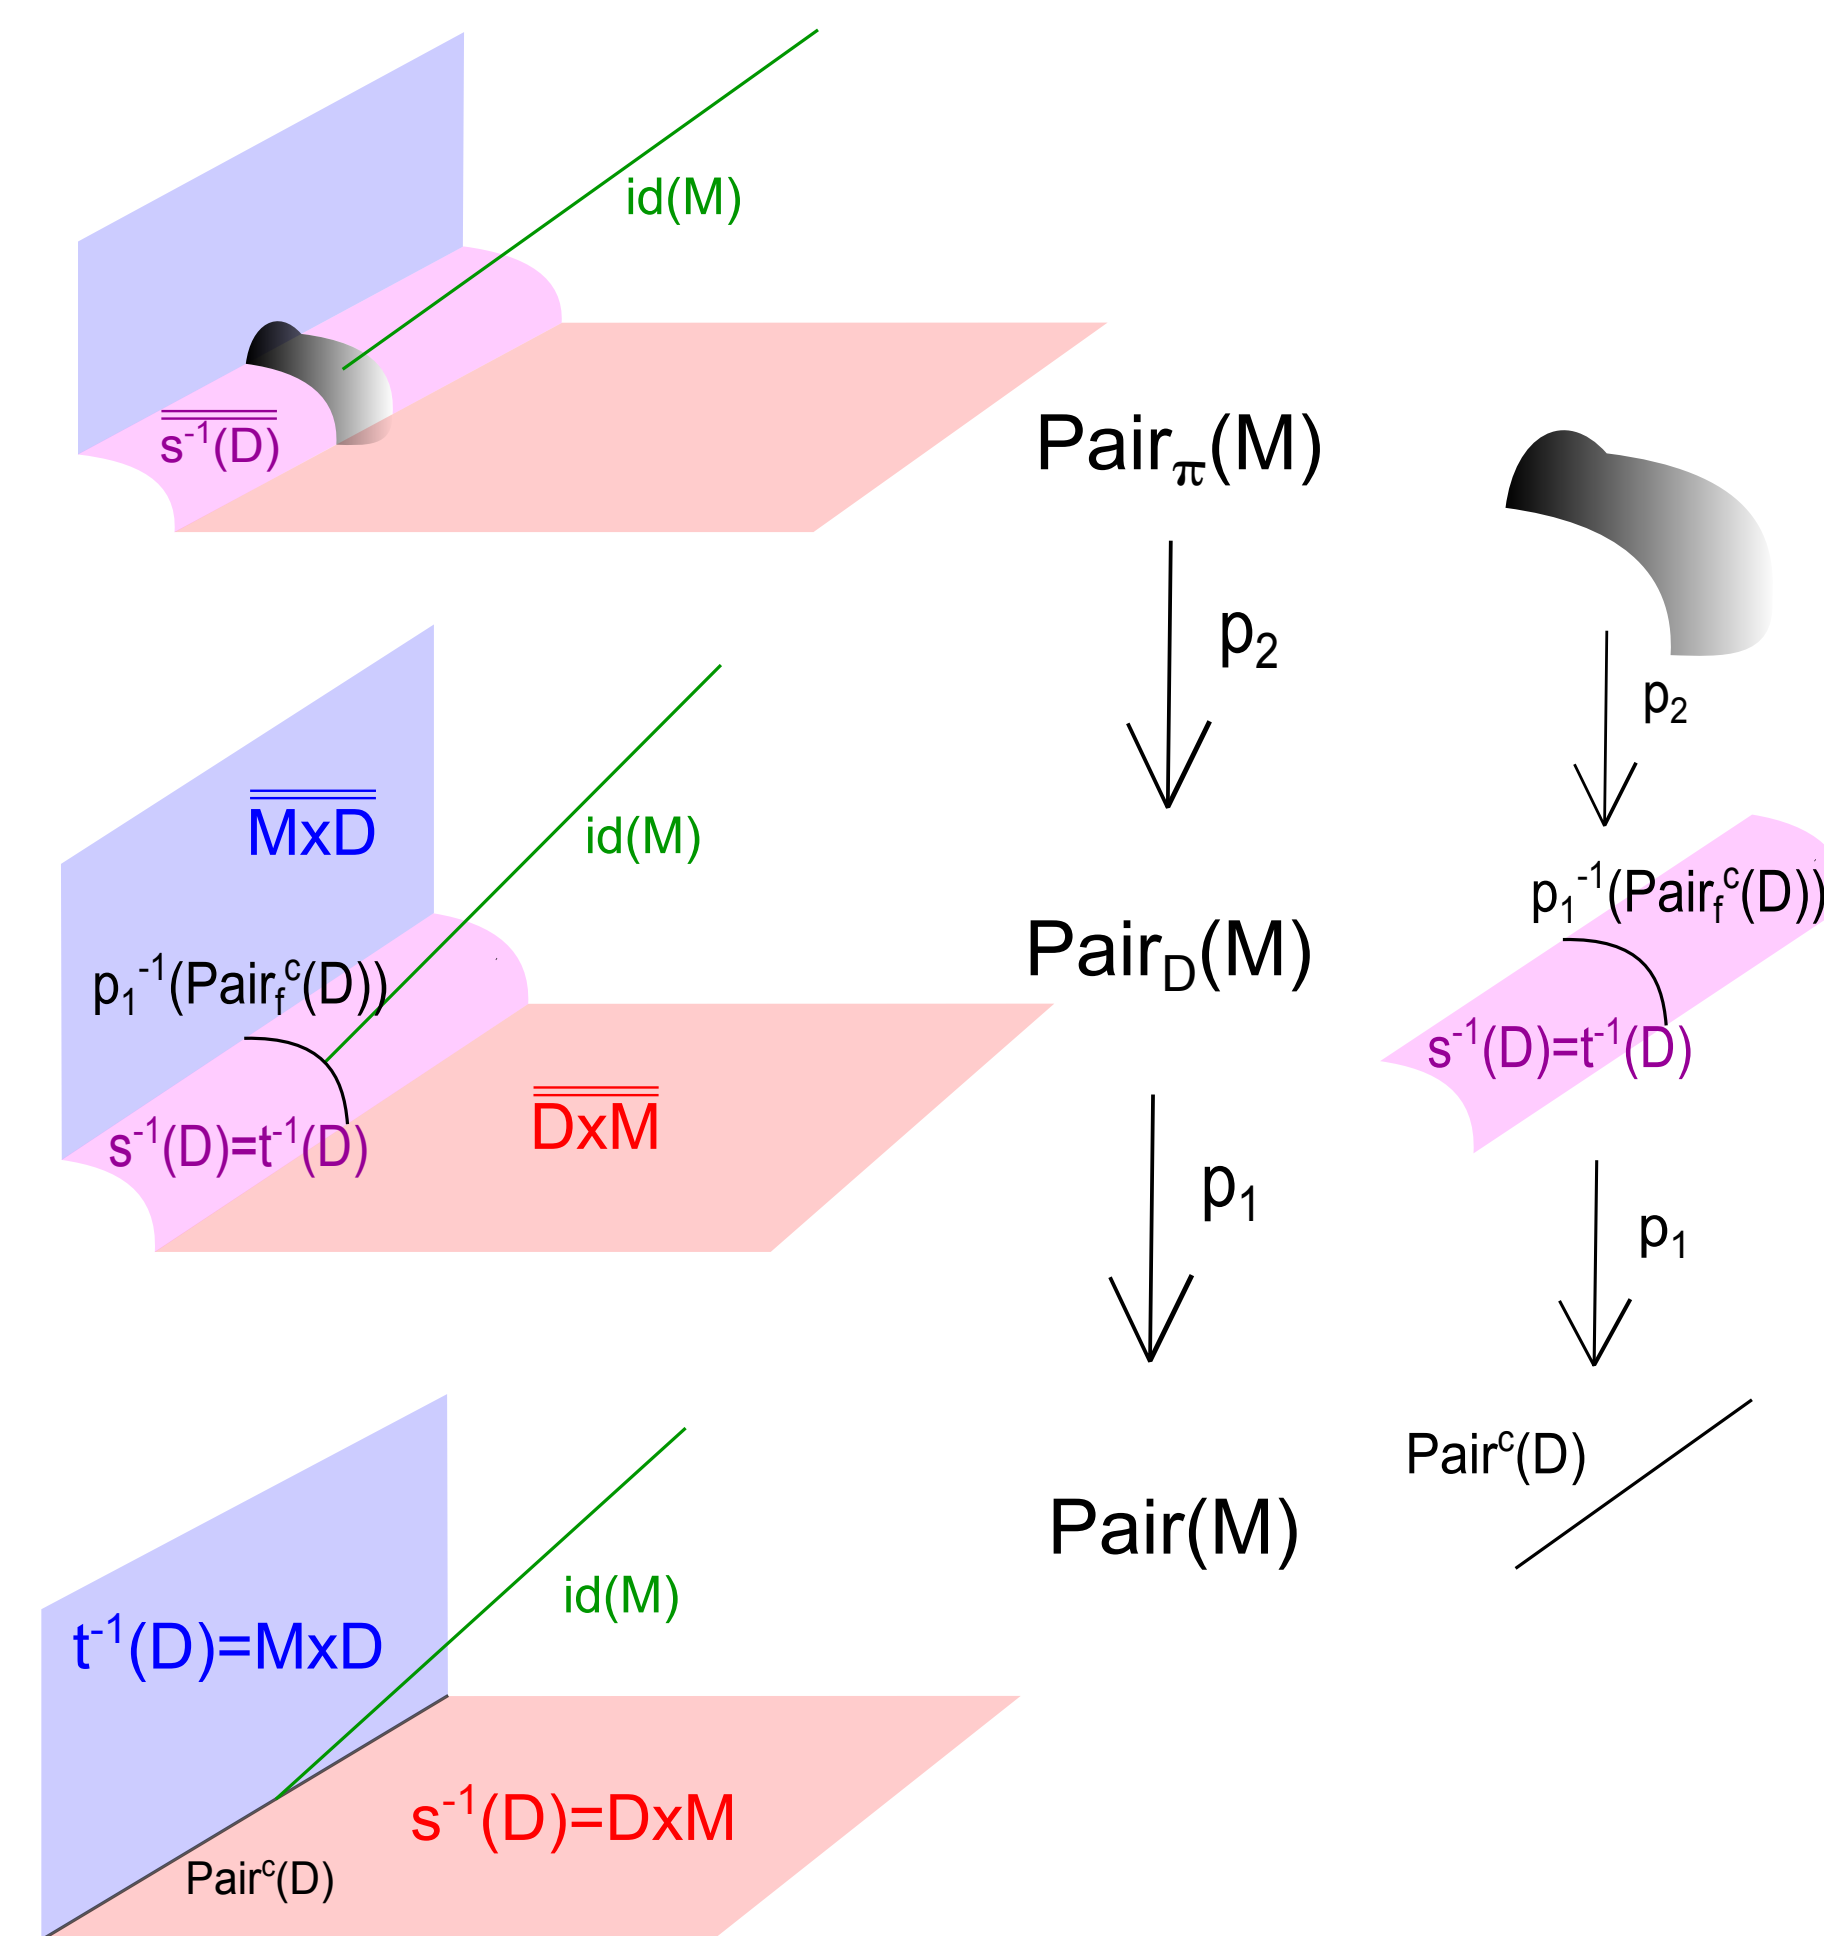 id(M)
s⁻¹(D)
Pair_π(M)
p₂
p₂
MxD
id(M)
p₁⁻¹(Pair_f^c(D))
Pair_D(M)
p₁⁻¹(Pair_f^c(D))
s⁻¹(D)=t⁻¹(D)
DxM
s⁻¹(D)=t⁻¹(D)
p₁
p₁
Pair^c(D)
Pair(M)
id(M)
t⁻¹(D)=MxD
s⁻¹(D)=DxM
Pair^c(D)